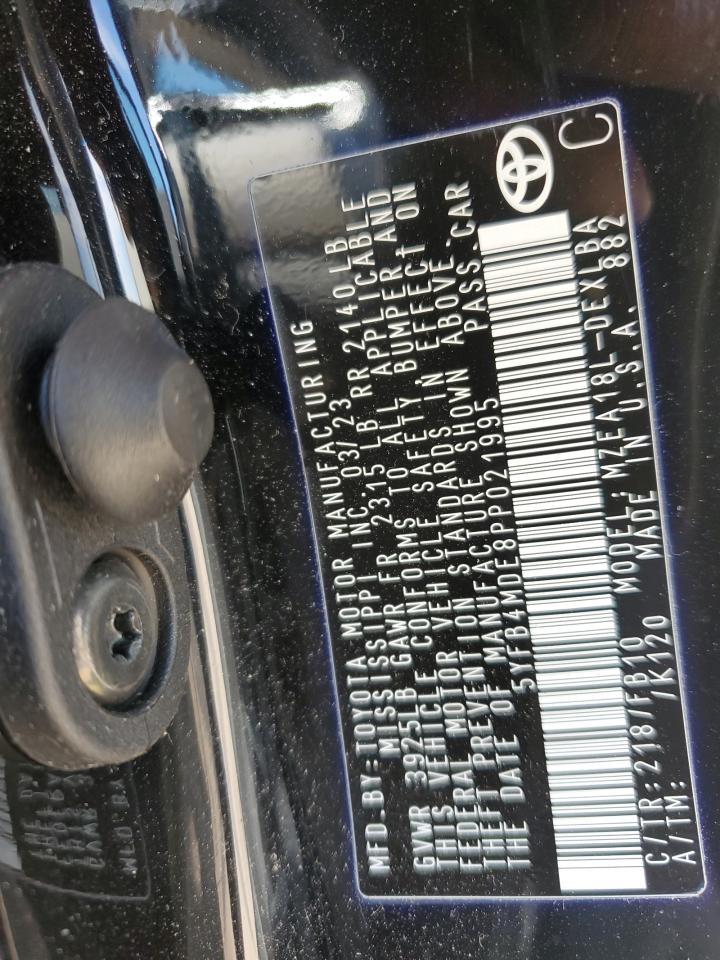 MFD. BY: TOYOTA MOTOR MANUFACTURING
MISSISSIPPI INC. 03/23
GVWR 3925LB GAWR FR 2315 LB RR 2140 LB
THIS VEHICLE CONFORMS TO ALL APPLICABLE
FEDERAL MOTOR VEHICLE SAFETY, BUMPER, AND
THEFT PREVENTION STANDARDS IN EFFECT ON
THE DATE OF MANUFACTURE SHOWN ABOVE.
5YFB4MDE8PP021995 PASS. CAR
C/TR: 218/FB10 MODEL: MZEA18L-DEXLBA
A/TM: /K120 MADE IN U.S.A. 882
C